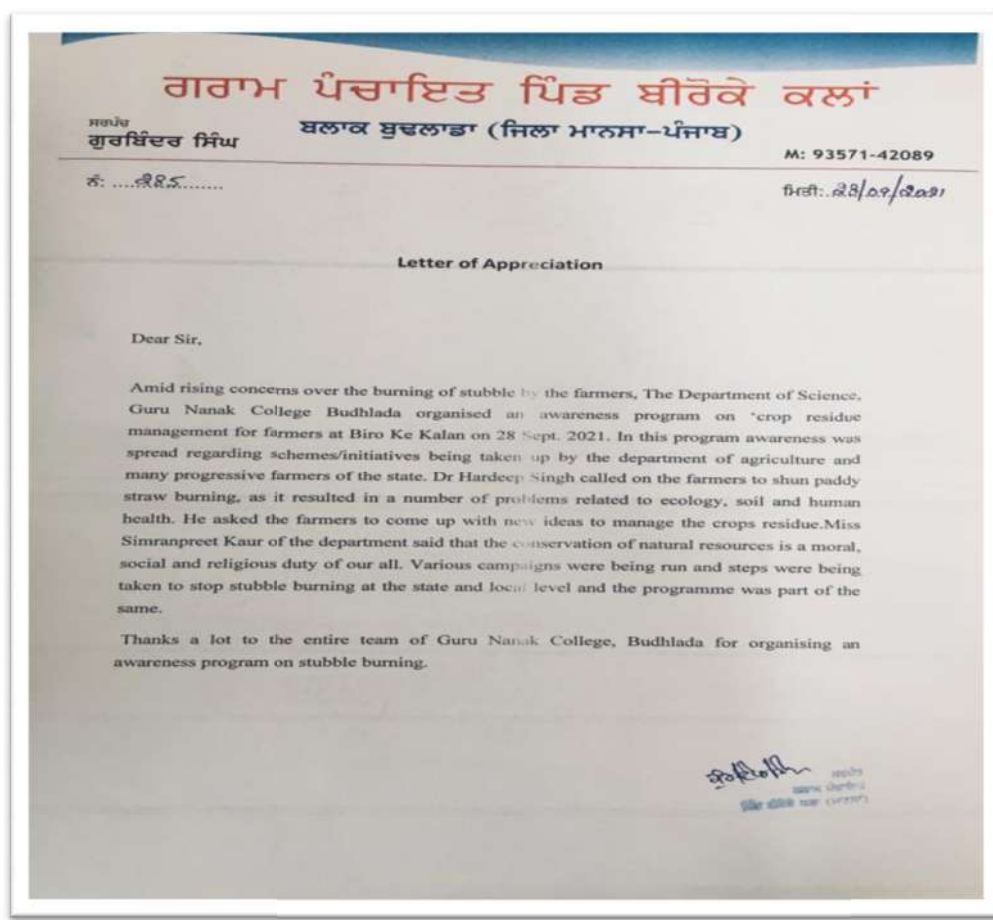 ਗਰਾਮ ਪੰਚਾਇਤ ਪਿੰਡ ਬੀਰੋਕੇ ਕਲਾਂ
ਸਰਪੰਚ
ਗੁਰਬਿੰਦਰ ਸਿੰਘ
ਬਲਾਕ ਬੁਢਲਾਡਾ (ਜਿਲਾ ਮਾਨਸਾ-ਪੰਜਾਬ)
M: 93571-42089
ਨੰ: ....੨85.......
ਮਿਤੀ:
Letter of Appreciation
Dear Sir,
Amid rising concerns over the burning of stubble by the farmers, The Department of Science,
Guru Nanak College Budhlada organised an awareness program on "crop residue
management for farmers at Biro Ke Kalan on 28 Sept. 2021. In this program awareness was
spread regarding schemes/initiatives being taken up by the department of agriculture and
many progressive farmers of the state. Dr Hardeep Singh called on the farmers to shun paddy
straw burning, as it resulted in a number of problems related to ecology, soil and human
health. He asked the farmers to come up with new ideas to manage the crops residue.Miss
Simranpreet Kaur of the department said that the conservation of natural resources is a moral,
social and religious duty of our all. Various campaigns were being run and steps were being
taken to stop stubble burning at the state and local level and the programme was part of the
same.
Thanks a lot to the entire team of Guru Nanak College, Budhlada for organising an
awareness program on stubble burning.
ਸਰਪੰਚ
ਗਰਾਮ ਪੰਚਾਇਤ